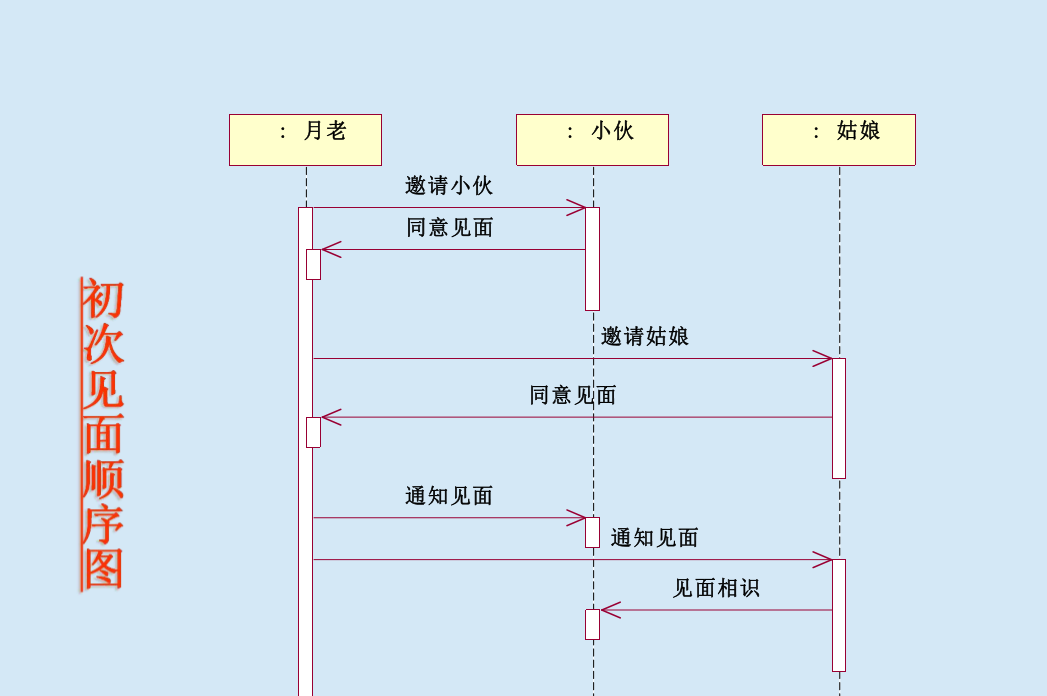 : 月老
: 小伙
: 姑娘
邀请小伙
同意见面
初次见面顺序图
邀请姑娘
同意见面
通知见面
通知见面
见面相识